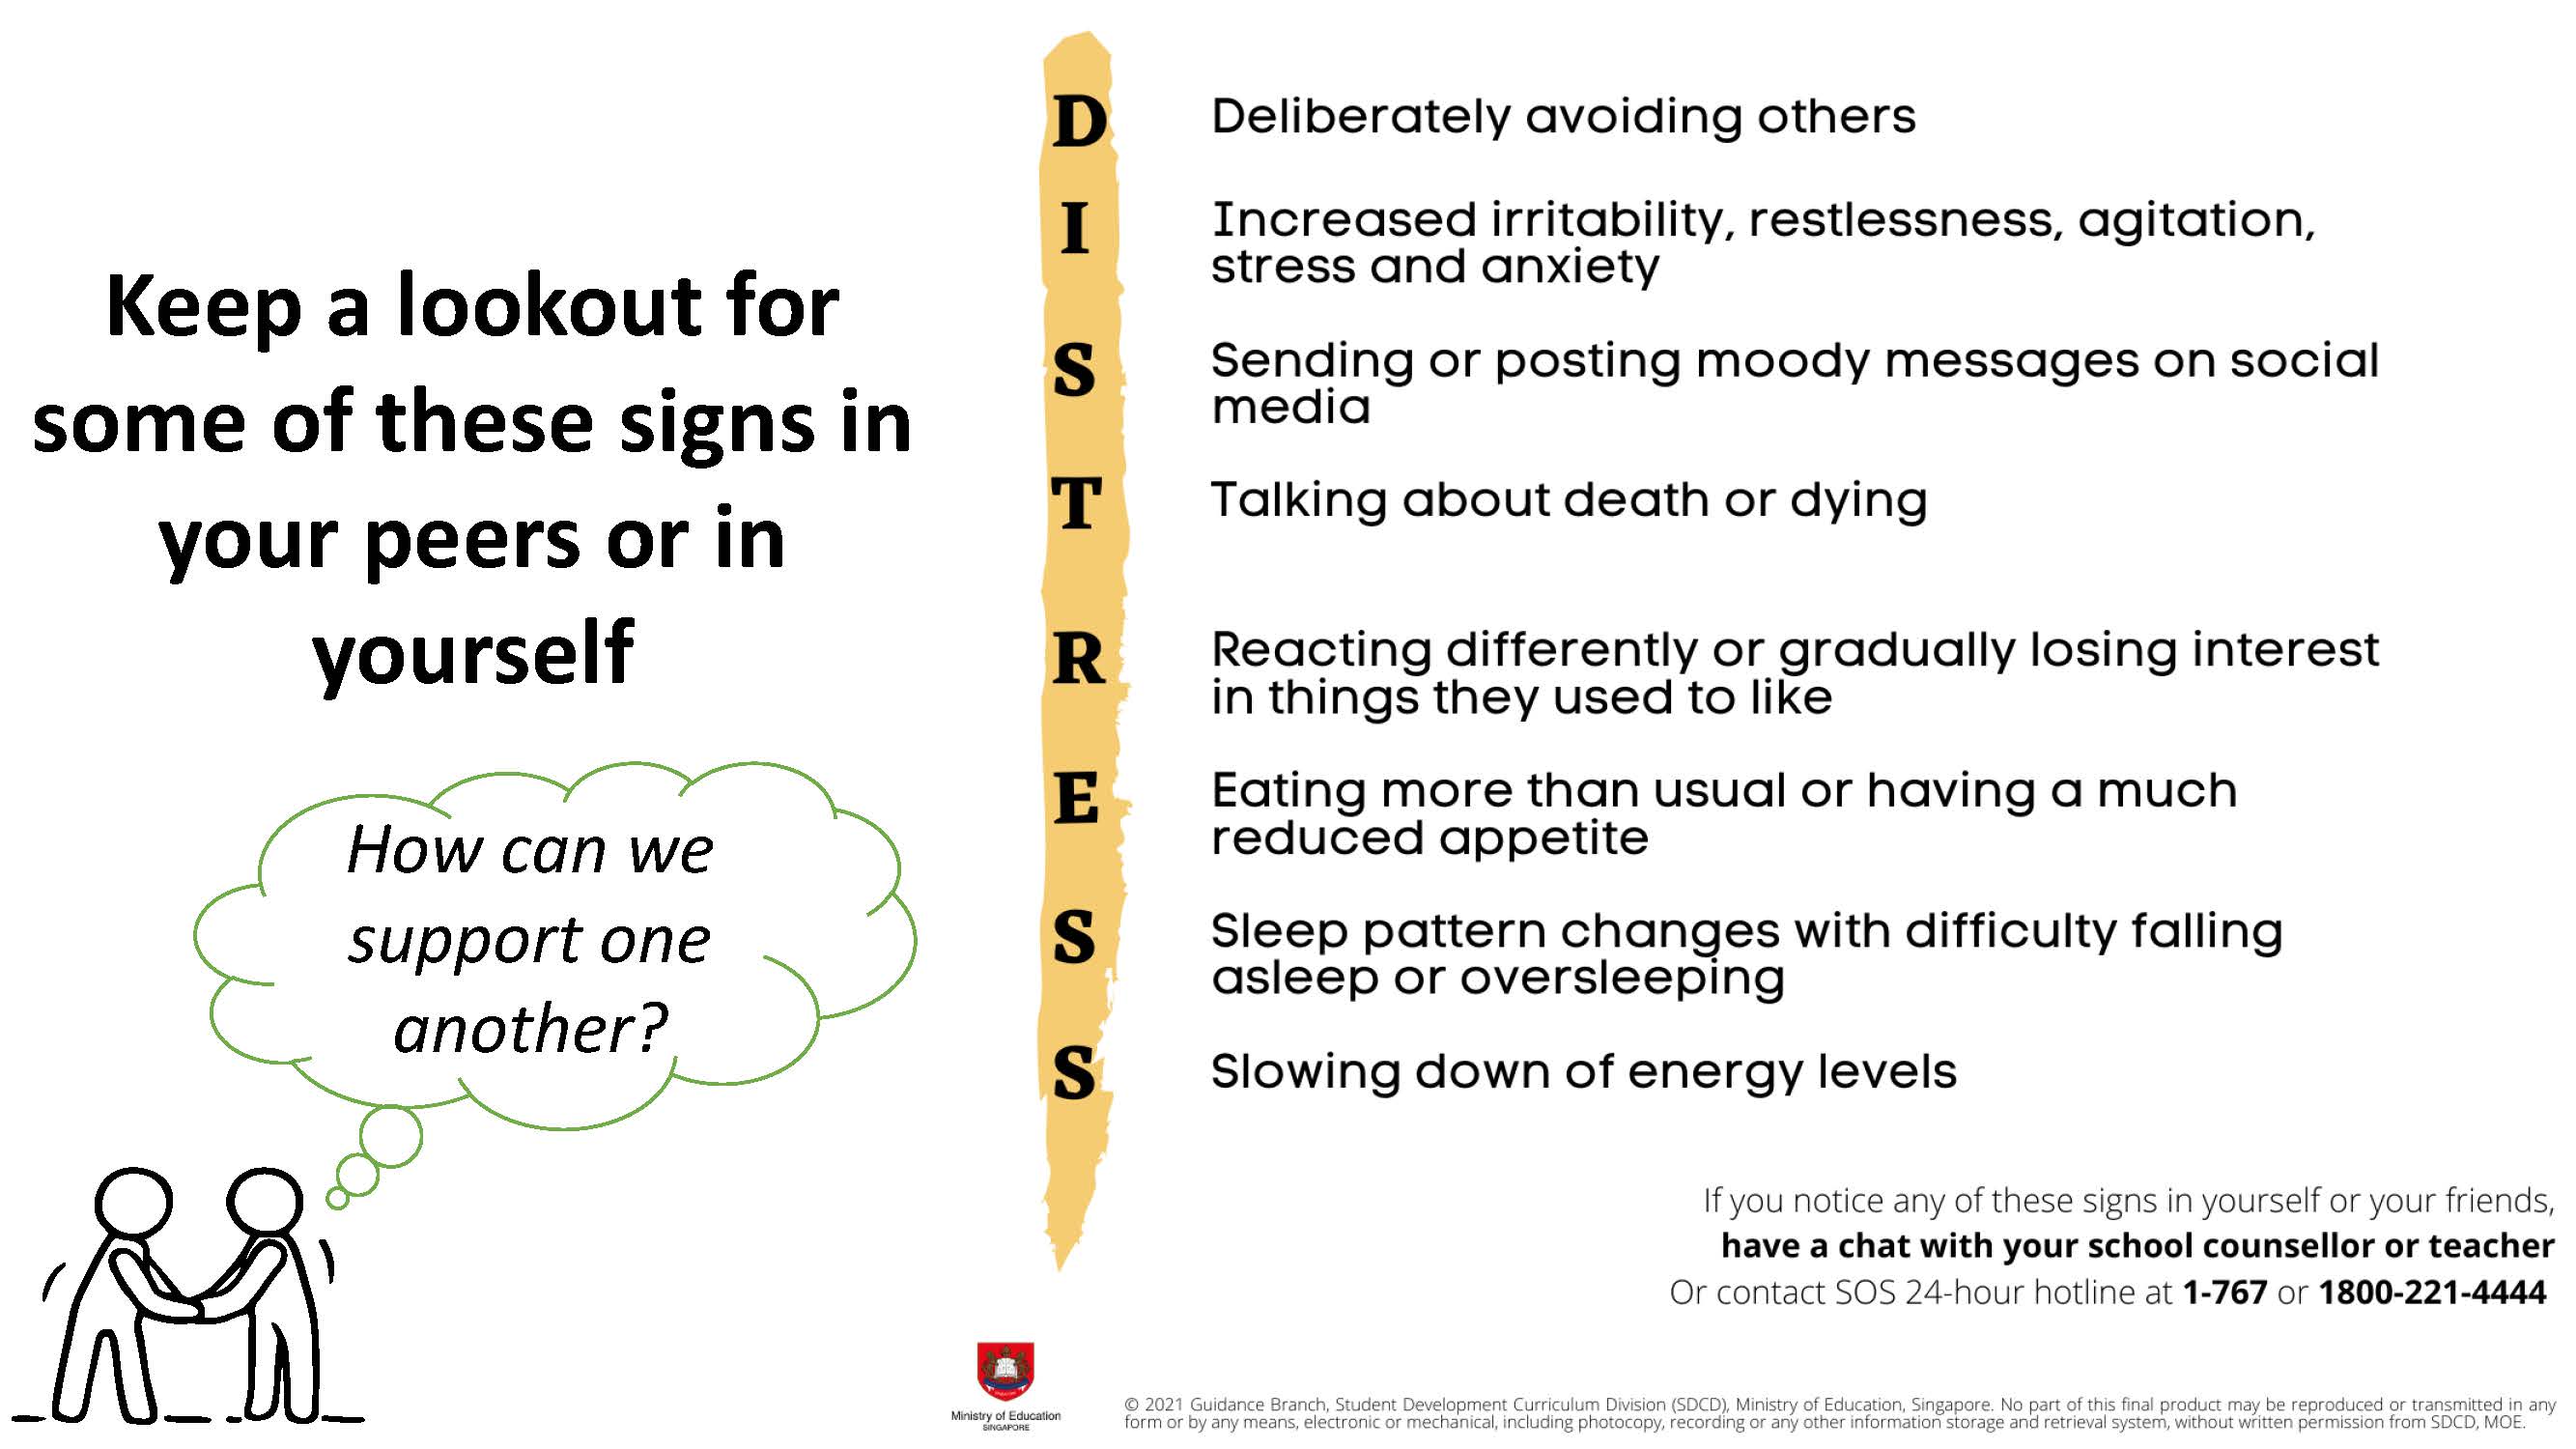 Keep a lookout for
some of these signs in
your peers or in
yourself
How can we
support one
another?
D
Deliberately avoiding others
I
Increased irritability, restlessness, agitation,
stress and anxiety
S
Sending or posting moody messages on social
media
T
Talking about death or dying
R
Reacting differently or gradually losing interest
in things they used to like
E
Eating more than usual or having a much
reduced appetite
S
Sleep pattern changes with difficulty falling
asleep or oversleeping
S
Slowing down of energy levels
If you notice any of these signs in yourself or your friends,
have a chat with your school counsellor or teacher
Or contact SOS 24-hour hotline at 1-767 or 1800-221-4444
Ministry of Education
SINGAPORE
© 2021 Guidance Branch, Student Development Curriculum Division (SDCD), Ministry of Education, Singapore. No part of this final product may be reproduced or transmitted in any
form or by any means, electronic or mechanical, including photocopy, recording or any other information storage and retrieval system, without written permission from SDCD, MOE.